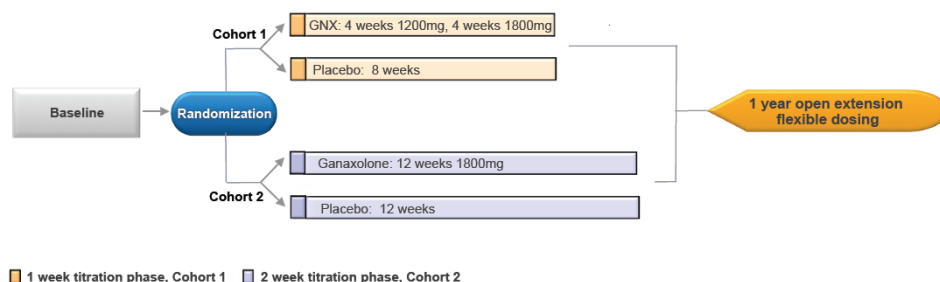 Cohort 1
GNX: 4 weeks 1200mg, 4 weeks 1800mg
Placebo: 8 weeks
Baseline
Randomization
1 year open extension
flexible dosing
Ganaxolone: 12 weeks 1800mg
Cohort 2
Placebo: 12 weeks
1 week titration phase, Cohort 1
2 week titration phase, Cohort 2